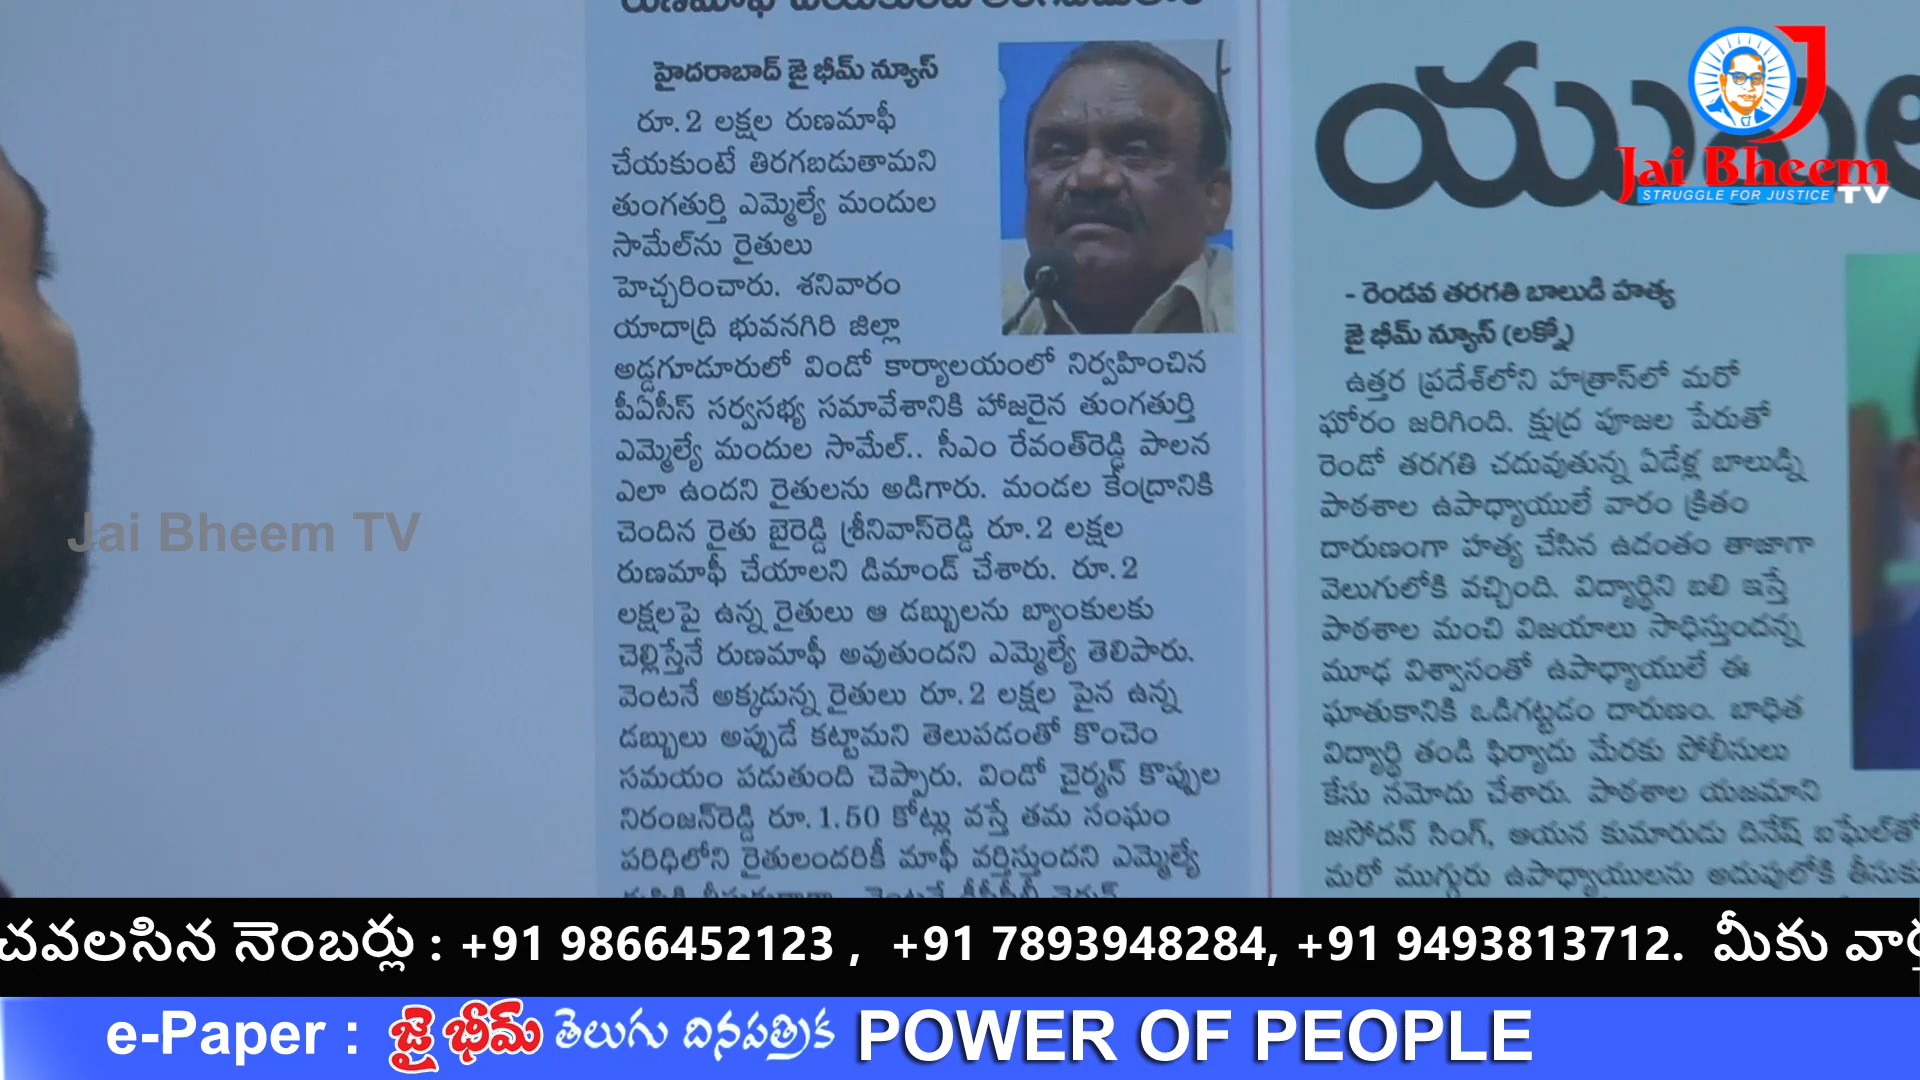 రుణమాఫీ చేయకుంటే తిరగబడుతాం
హైదరాబాద్ జై భీమ్ న్యూస్
రూ.2 లక్షల రుణమాఫీ
చేయకుంటే తిరగబడుతామని
తుంగతుర్తి ఎమ్మెల్యే మందుల
సామేల్‌ను రైతులు
హెచ్చరించారు. శనివారం
యాదాద్రి భువనగిరి జిల్లా
అడ్డగూడూరులో విండో కార్యాలయంలో నిర్వహించిన
పీఏసీస్ సర్వసభ్య సమావేశానికి హాజరైన తుంగతుర్తి
ఎమ్మెల్యే మందుల సామేల్.. సీఎం రేవంత్‌రెడ్డి పాలన
ఎలా ఉందని రైతులను అడిగారు. మండల కేంద్రానికి
చెందిన రైతు బైరెడ్డి శ్రీనివాస్‌రెడ్డి రూ.2 లక్షల
రుణమాఫీ చేయాలని డిమాండ్ చేశారు. రూ.2
లక్షలపై ఉన్న రైతులు ఆ డబ్బులను బ్యాంకులకు
చెల్లిస్తేనే రుణమాఫీ అవుతుందని ఎమ్మెల్యే తెలిపారు.
వెంటనే అక్కడున్న రైతులు రూ.2 లక్షల పైన ఉన్న
డబ్బులు అప్పుడే కట్టామని తెలుపడంతో కొంచెం
సమయం పడుతుంది చెప్పారు. విండో చైర్మన్ కొప్పుల
నిరంజన్‌రెడ్డి రూ.1.50 కోట్లు వస్తే తమ సంఘం
పరిధిలోని రైతులందరికీ మాఫీ వర్తిస్తుందని ఎమ్మెల్యే
- రెండవ తరగతి బాలుడి హత్య
జై భీమ్ న్యూస్ (లక్నో)
ఉత్తర ప్రదేశ్‌లోని హత్రాస్‌లో మరో
ఘోరం జరిగింది. క్షుద్ర పూజల పేరుతో
రెండో తరగతి చదువుతున్న ఏడేళ్ల బాలుడ్ని
పాఠశాల ఉపాధ్యాయులే వారం క్రితం
దారుణంగా హత్య చేసిన ఉదంతం తాజాగా
వెలుగులోకి వచ్చింది. విద్యార్థిని బలి ఇస్తే
పాఠశాల మంచి విజయాలు సాధిస్తుందన్న
మూఢ విశ్వాసంతో ఉపాధ్యాయులే ఈ
ఘాతుకానికి ఒడిగట్టడం దారుణం. బాధిత
విద్యార్థి తండి ఫిర్యాదు మేరకు పోలీసులు
కేసు నమోదు చేశారు. పాఠశాల యజమాని
జసోదన్ సింగ్, ఆయన కుమారుడు దినేష్ బఘేల్‌తో
మరో ముగ్గురు ఉపాధ్యాయులను అదుపులోకి తీసుకు
Jai Bheem
STRUGGLE FOR JUSTICE TV
Jai Bheem TV
చవలసిన నెంబర్లు : +91 9866452123 , +91 7893948284, +91 9493813712. మీకు వార్త
e-Paper : జై భీమ్ తెలుగు దినపత్రిక POWER OF PEOPLE